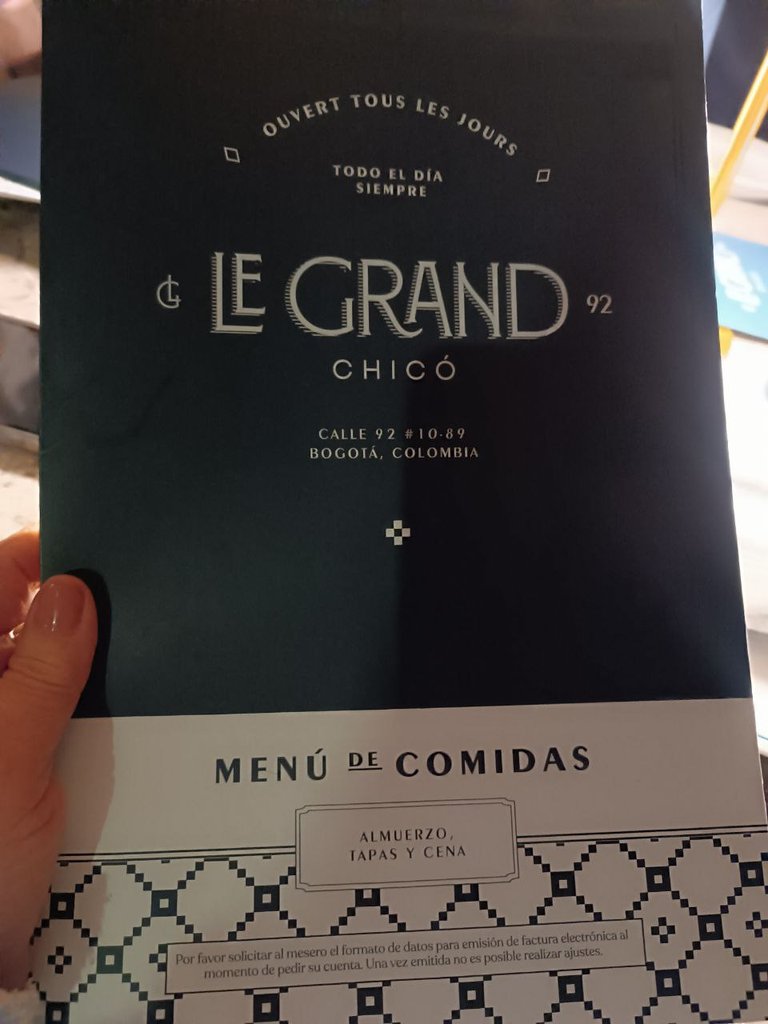 OUVERT TOUS LES JOURS
TODO EL DÍA
SIEMPRE
GL LE GRAND 92
CHICÓ
CALLE 92 #10-89
BOGOTÁ, COLOMBIA
MENÚ DE COMIDAS
ALMUERZO,
TAPAS Y CENA
Por favor solicitar al mesero el formato de datos para emisión de factura electrónica al
momento de pedir su cuenta. Una vez emitida no es posible realizar ajustes.